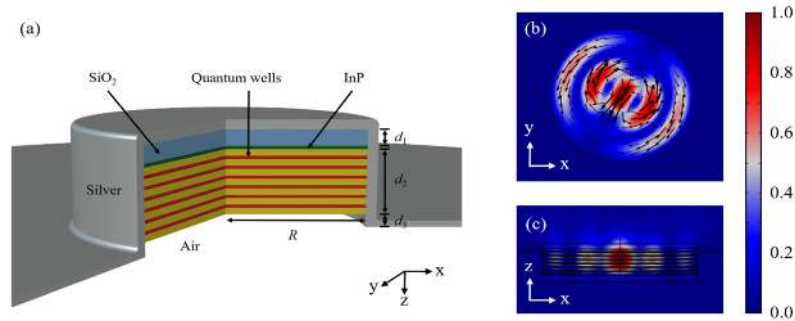 (a)
SiO₂
Quantum wells
InP
d₁
d₂
d₃
Silver
R
Air
x
y
z
(b)
y
x
(c)
z
x
1.0
0.8
0.6
0.4
0.2
0.0